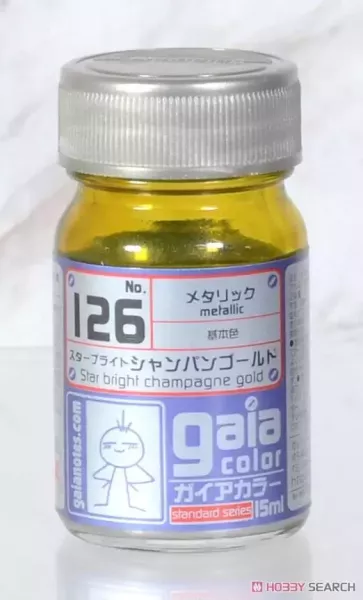 No.
126
メタリック
metallic
基本色
スターブライトシャンパンゴールド
Star bright champagne gold
gaianotes.com
gaia
color
ガイアカラー
standard series 15ml
HOBBY SEARCH